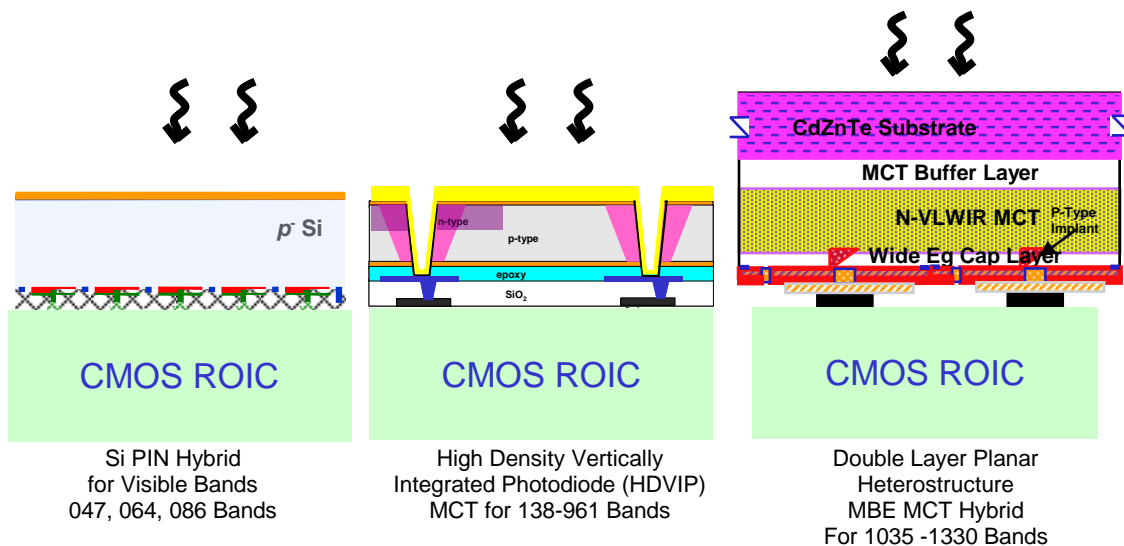 p- Si
CMOS ROIC
Si PIN Hybrid
for Visible Bands
047, 064, 086 Bands
n-type
p-type
epoxy
SiO2
CMOS ROIC
High Density Vertically
Integrated Photodiode (HDVIP)
MCT for 138-961 Bands
CdZnTe Substrate
MCT Buffer Layer
N-VLWIR MCT
P-Type
Implant
Wide Eg Cap Layer
CMOS ROIC
Double Layer Planar
Heterostructure
MBE MCT Hybrid
For 1035 -1330 Bands